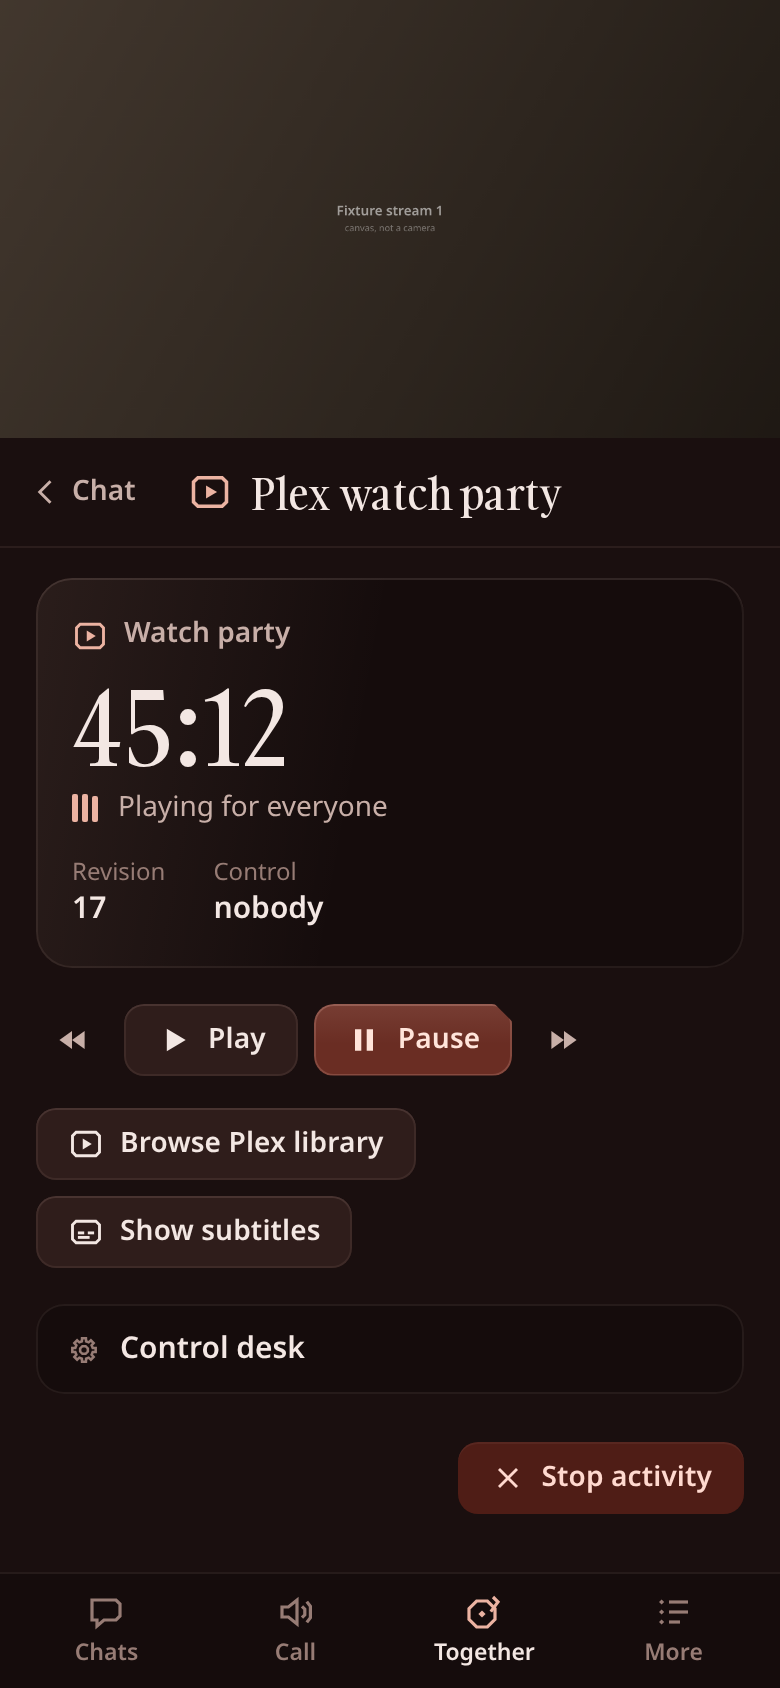 Fixture stream 1
canvas, not a camera
Chat
Plex watch party
Watch party
45:12
Playing for everyone
Revision Control
17 nobody
Play Pause
Browse Plex library
Show subtitles
Control desk
Stop activity
Chats Call Together More